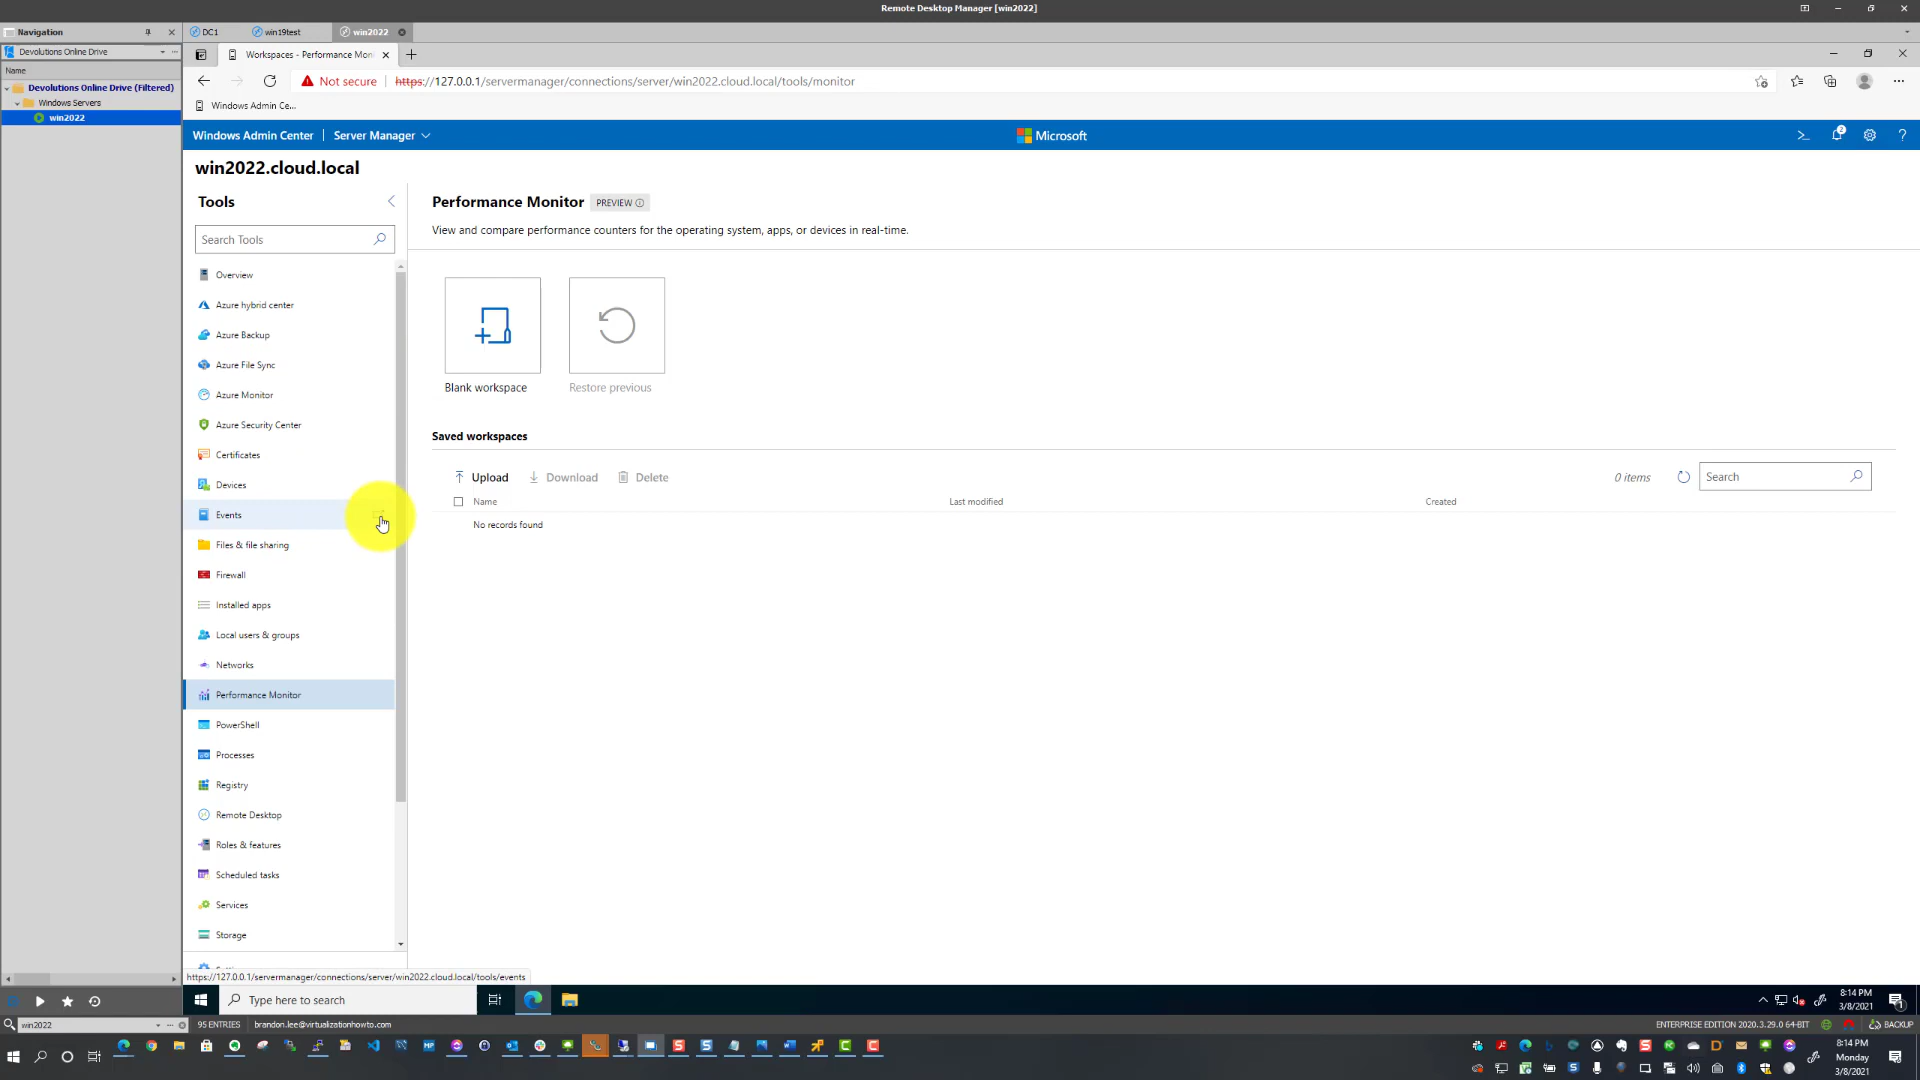 Remote Desktop Manager [win2022]
Navigation
DC1
win19test
win2022
Devolutions Online Drive
Workspaces - Performance Mon
Name
Not secure
https://127.0.0.1/servermanager/connections/server/win2022.cloud.local/tools/monitor
Devolutions Online Drive (Filtered)
Windows Servers
win2022
Windows Admin Ce...
Windows Admin Center
Server Manager
Microsoft
2
win2022.cloud.local
Tools
Performance Monitor
PREVIEW
Search Tools
View and compare performance counters for the operating system, apps, or devices in real-time.
Overview
Azure hybrid center
Azure Backup
Azure File Sync
Azure Monitor
Azure Security Center
Certificates
Devices
Events
Files & file sharing
Firewall
Installed apps
Local users & groups
Networks
Performance Monitor
PowerShell
Processes
Registry
Remote Desktop
Roles & features
Scheduled tasks
Services
Storage
Blank workspace
Restore previous
Saved workspaces
Upload
Download
Delete
0 items
Search
Name
Last modified
Created
No records found
https://127.0.0.1/servermanager/connections/server/win2022.cloud.local/tools/events
Type here to search
8:14 PM
3/8/2021
win2022
95 ENTRIES
brandon.lee@virtualizationhowto.com
ENTERPRISE EDITION 2020.3.29.0 64-BIT
BACKUP
8:14 PM
Monday
3/8/2021